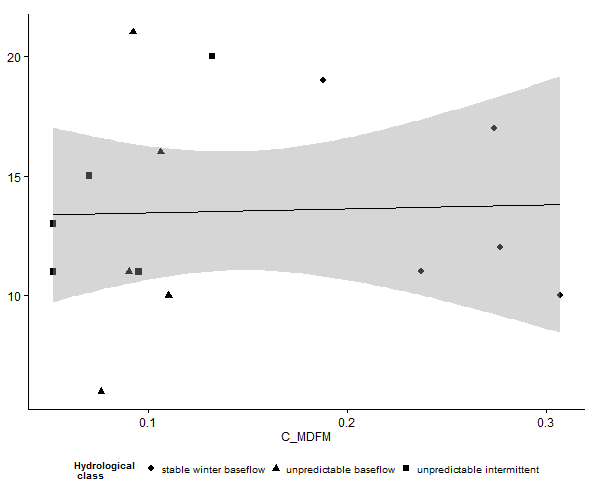 20
15
10
0.1 0.2 0.3
C_MDFM
Hydrological
class
stable winter baseflow unpredictable baseflow unpredictable intermittent